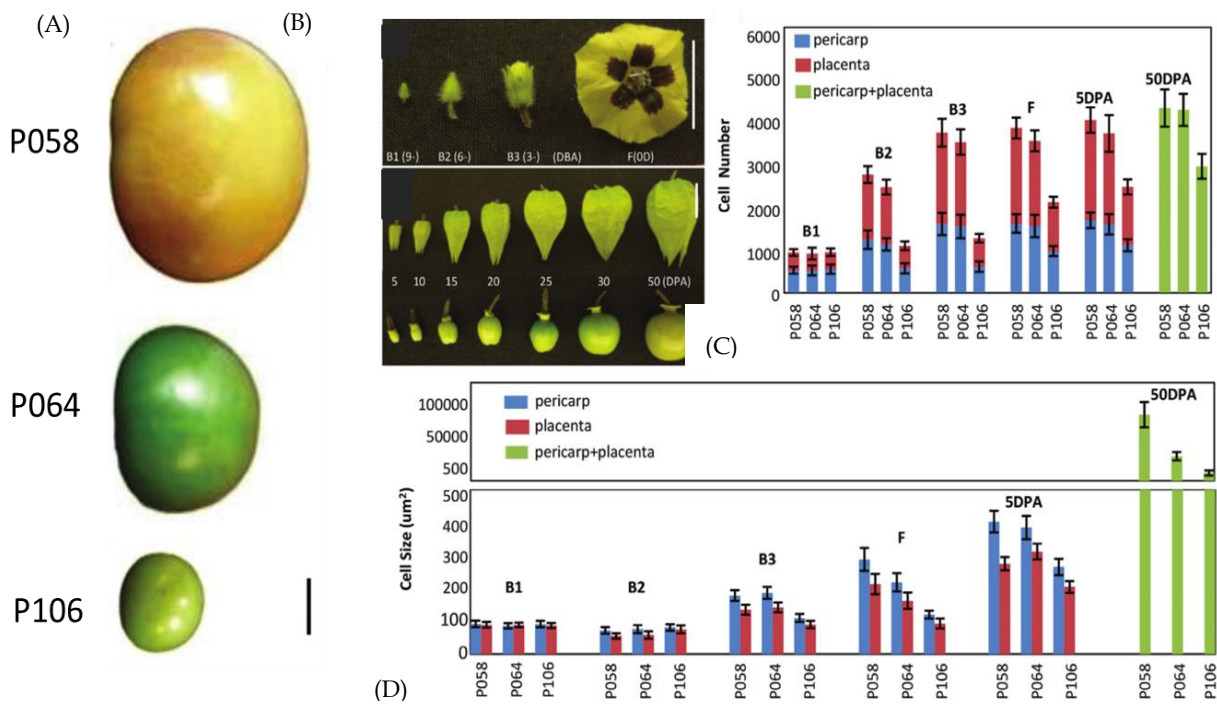 (A)
P058
P064
P106
(B)
B1 (9-) B2 (6-) B3 (3-) (DBA) F(0D)
5 10 15 20 25 30 50 (DPA)
(C)
6000
5000
4000
3000
2000
1000
0
Cell Number
pericarp
placenta
pericarp+placenta
B1
B2
B3
F
5DPA
50DPA
P058 P064 P106 P058 P064 P106 P058 P064 P106 P058 P064 P106 P058 P064 P106 P058 P064 P106
(D)
100000
50000
500
500
400
300
200
100
0
Cell Size (um²)
pericarp
placenta
pericarp+placenta
B1
B2
B3
F
5DPA
50DPA
P058 P064 P106 P058 P064 P106 P058 P064 P106 P058 P064 P106 P058 P064 P106 P058 P064 P106